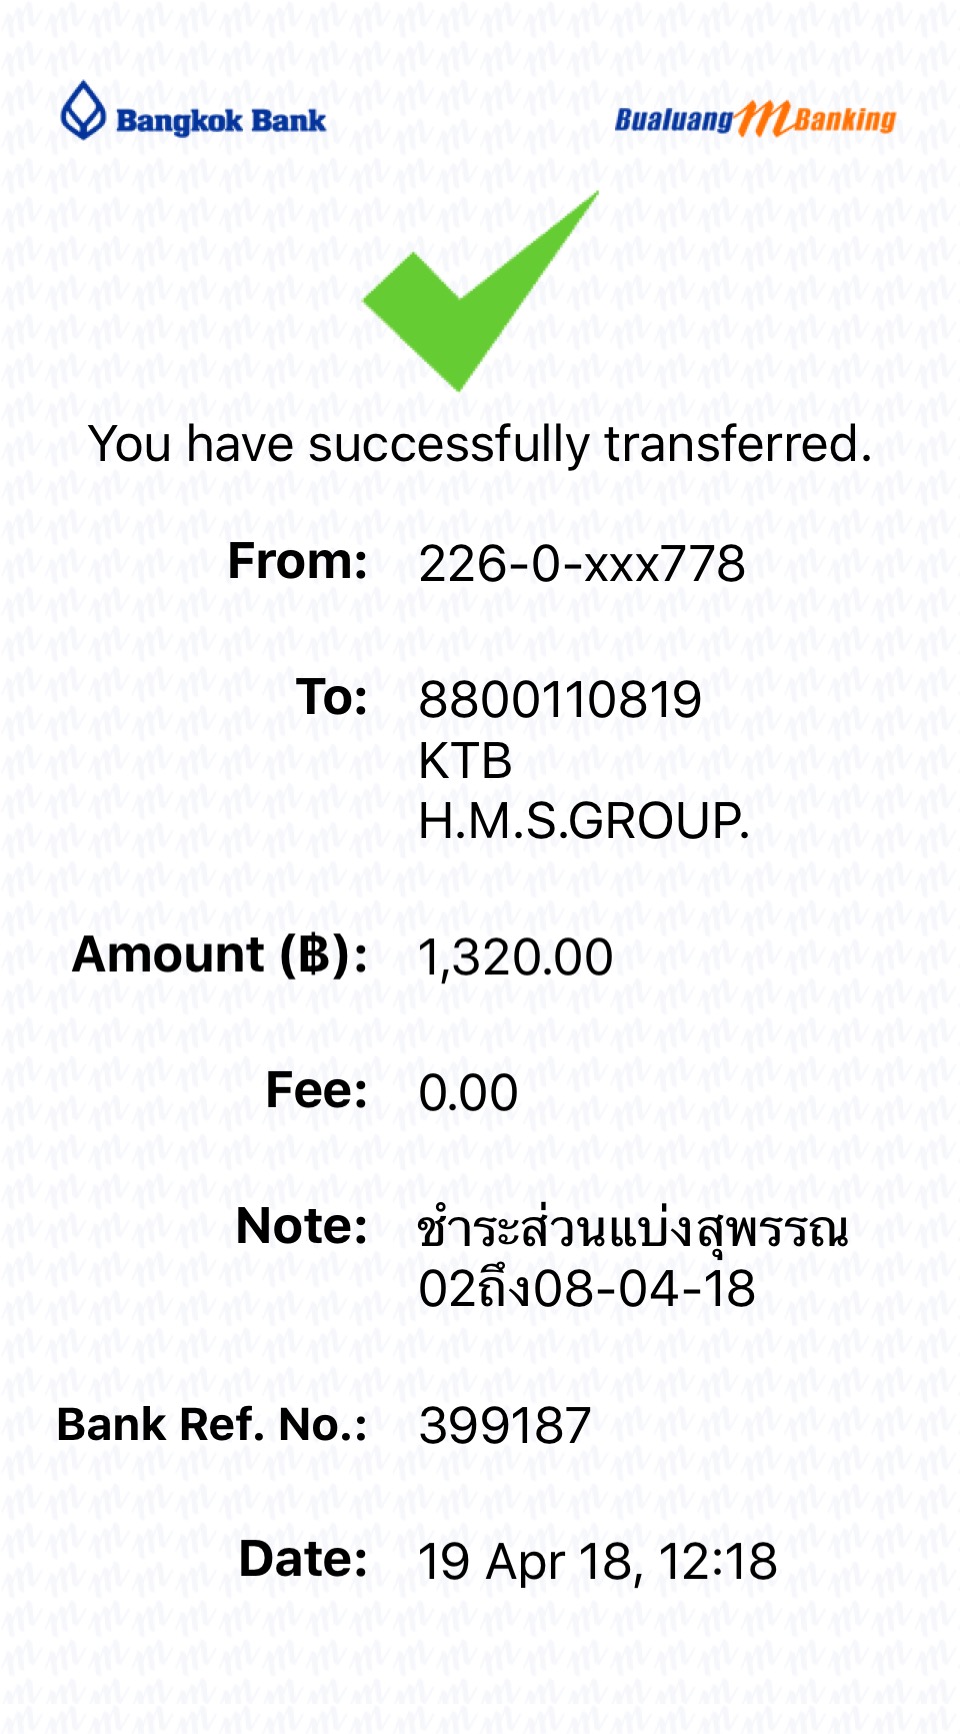 Bangkok Bank
Bualuang mBanking
You have successfully transferred.
From: 226-0-xxx778
To: 8800110819
KTB
H.M.S.GROUP.
Amount (฿): 1,320.00
Fee: 0.00
Note: ชำระส่วนแบ่งสุพรรณ
02ถึง08-04-18
Bank Ref. No.: 399187
Date: 19 Apr 18, 12:18